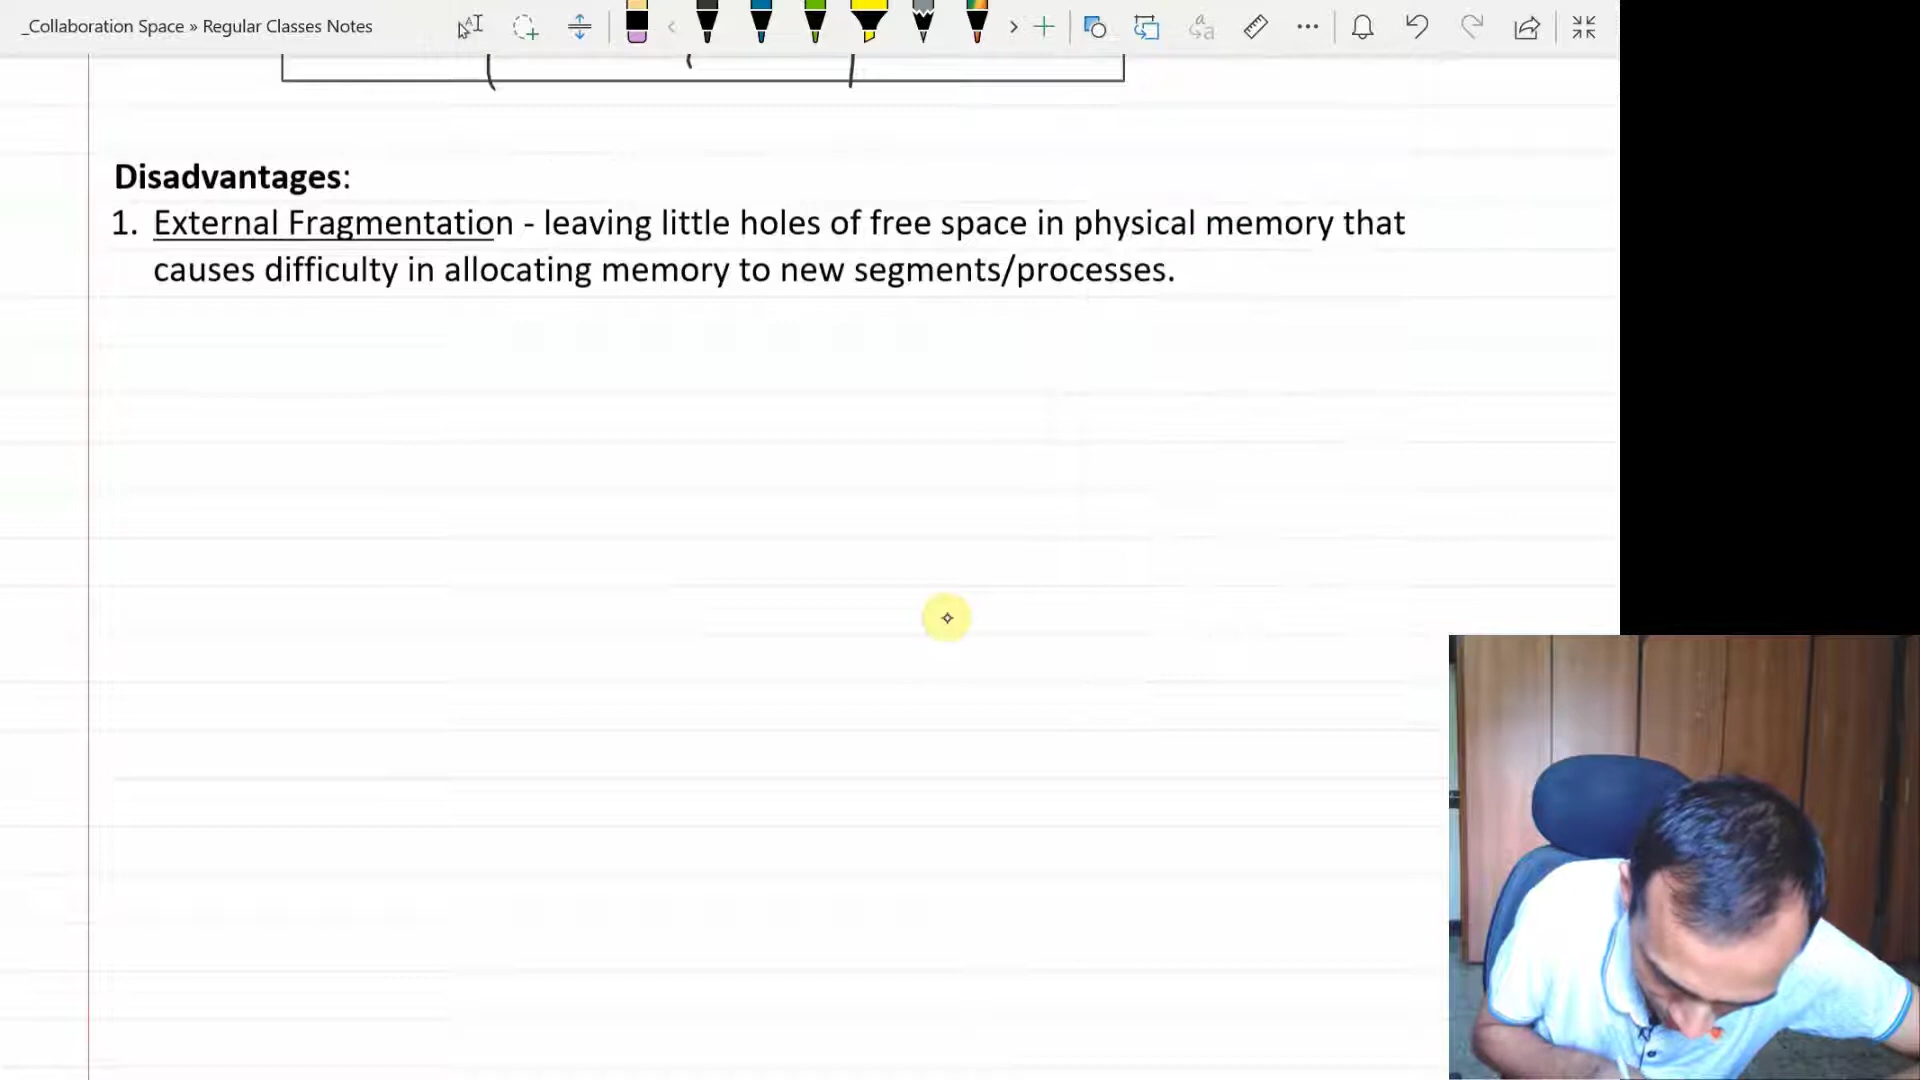 _Collaboration Space » Regular Classes Notes
Disadvantages:
1. External Fragmentation - leaving little holes of free space in physical memory that
causes difficulty in allocating memory to new segments/processes.